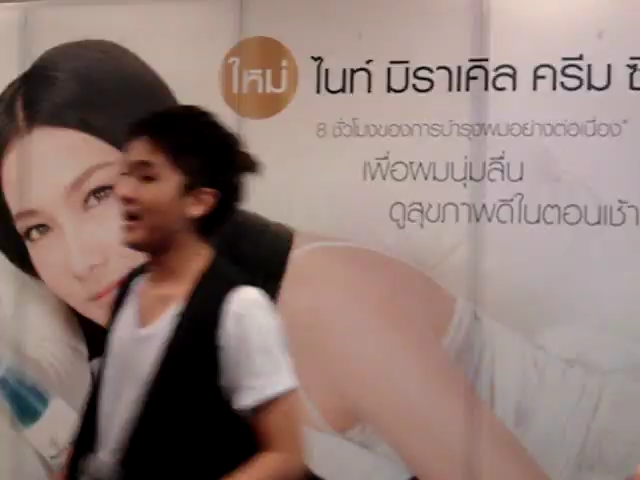 ใหม่ ไนท์ มิราเคิล ครีม
8 ชั่วโมงของการบำรุงผมอย่างต่อเนื่อง*
เพื่อผมนุ่มลื่น
ดูสุขภาพดีในตอนเช้า